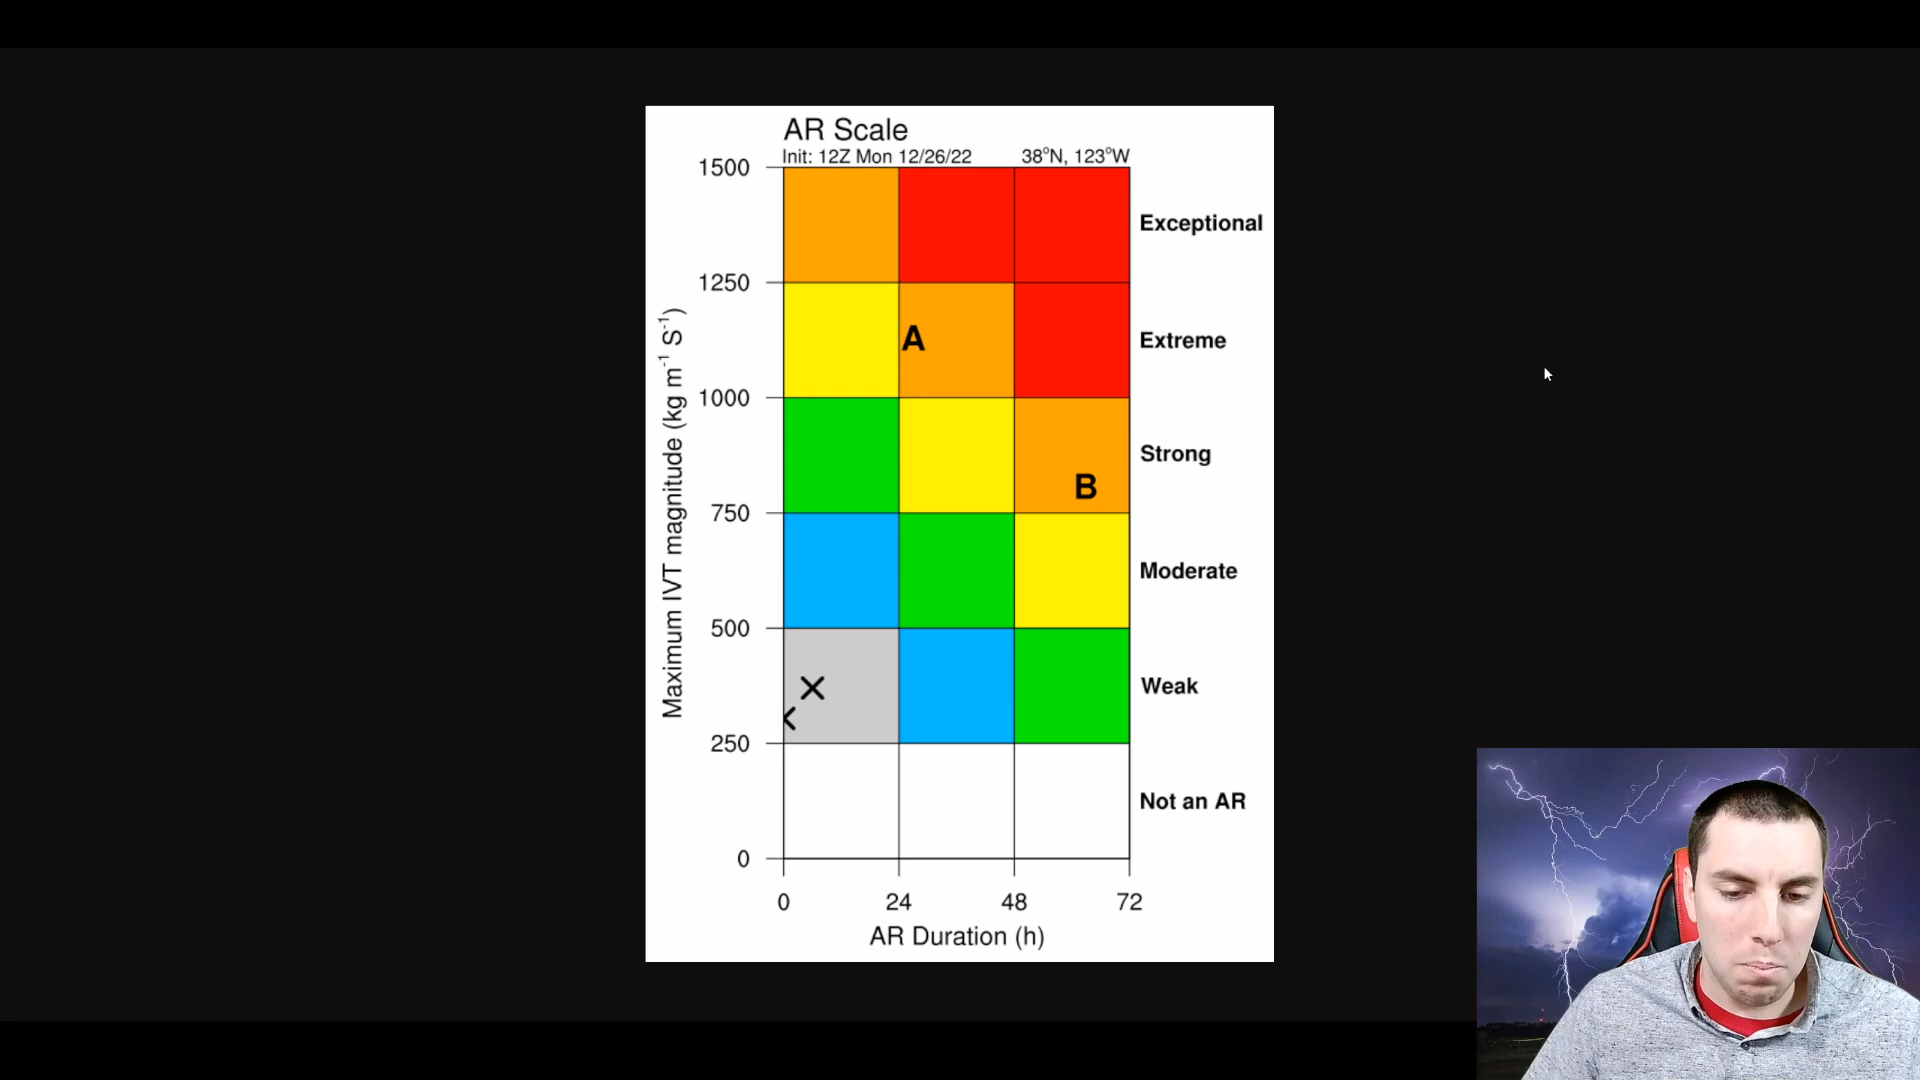 AR Scale
Init: 12Z Mon 12/26/22 38°N, 123°W
1500
Exceptional
1250
A
Extreme
1000
Strong
B
750
Moderate
500
Weak
250
Not an AR
0
0 24 48 72
AR Duration (h)
Maximum IVT magnitude (kg m⁻¹ S⁻¹)